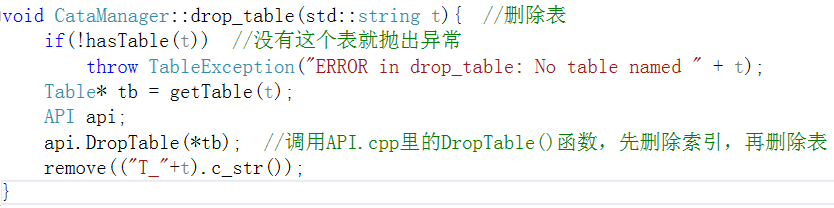 void CataManager::drop_table(std::string t){  //删除表
    if(!hasTable(t))  //没有这个表就抛出异常
        throw TableException("ERROR in drop_table: No table named " + t);
    Table* tb = getTable(t);
    API api;
    api.DropTable(*tb);  //调用API.cpp里的DropTable()函数，先删除索引，再删除表
    remove(("T_"+t).c_str());
}